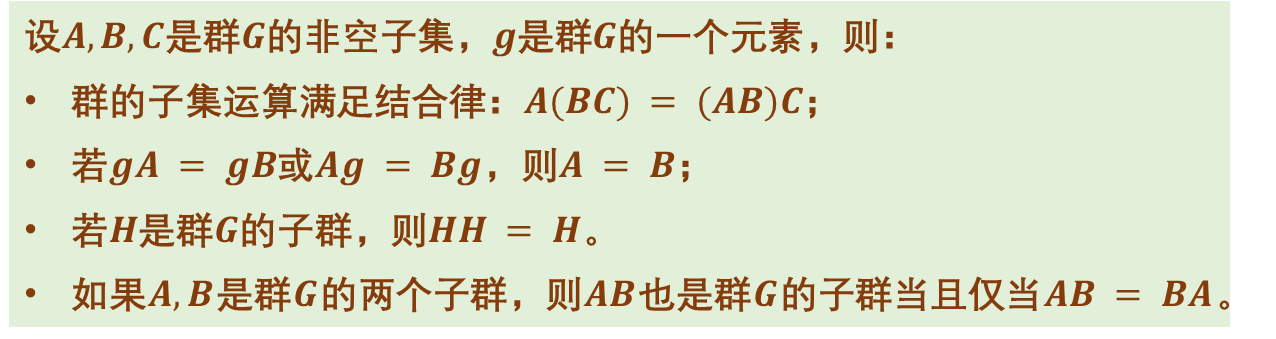 设A, B, C是群G的非空子集，g是群G的一个元素，则：
• 群的子集运算满足结合律：A(BC) = (AB)C；
• 若gA = gB或Ag = Bg，则A = B；
• 若H是群G的子群，则HH = H。
• 如果A, B是群G的两个子群，则AB也是群G的子群当且仅当AB = BA。